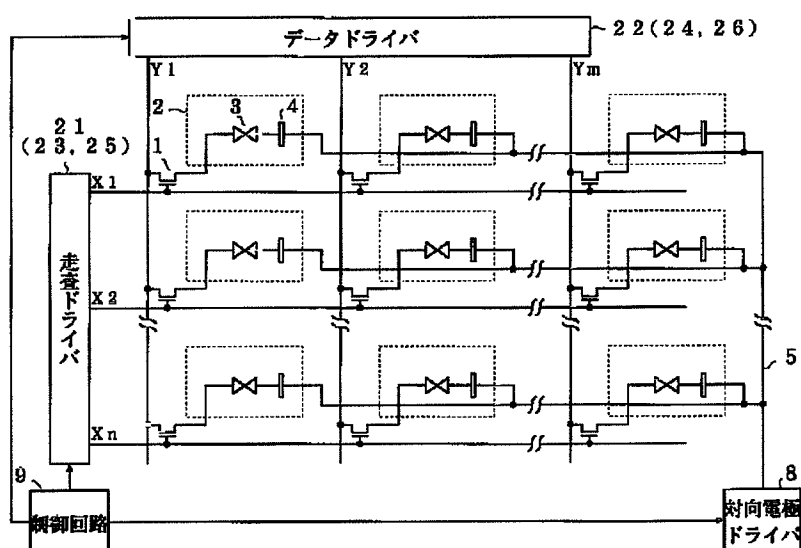 データドライバ
22(24,26)
Y1 Y2 Ym
2 3 4
1
21
(23,25)
X1
走査ドライバ
X2
5
Xn
9
8
制御回路
対向電極
ドライバ